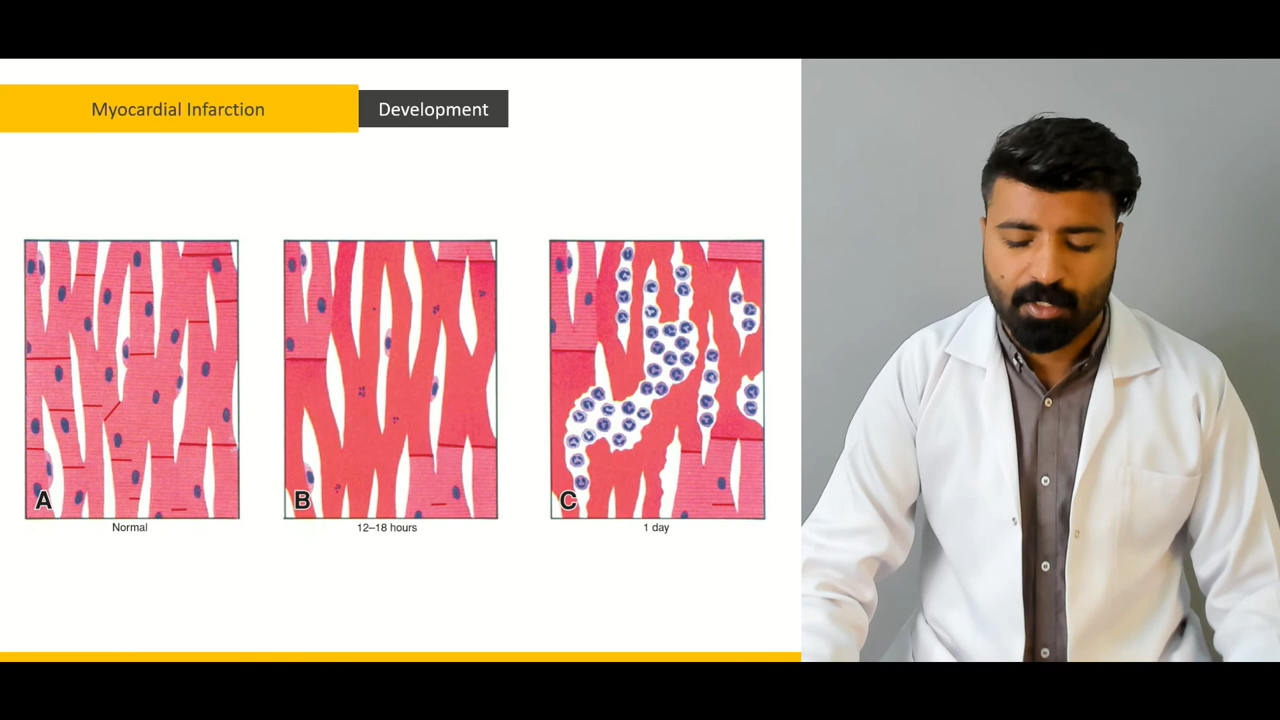 Myocardial Infarction
Development
A
B
C
Normal
12–18 hours
1 day